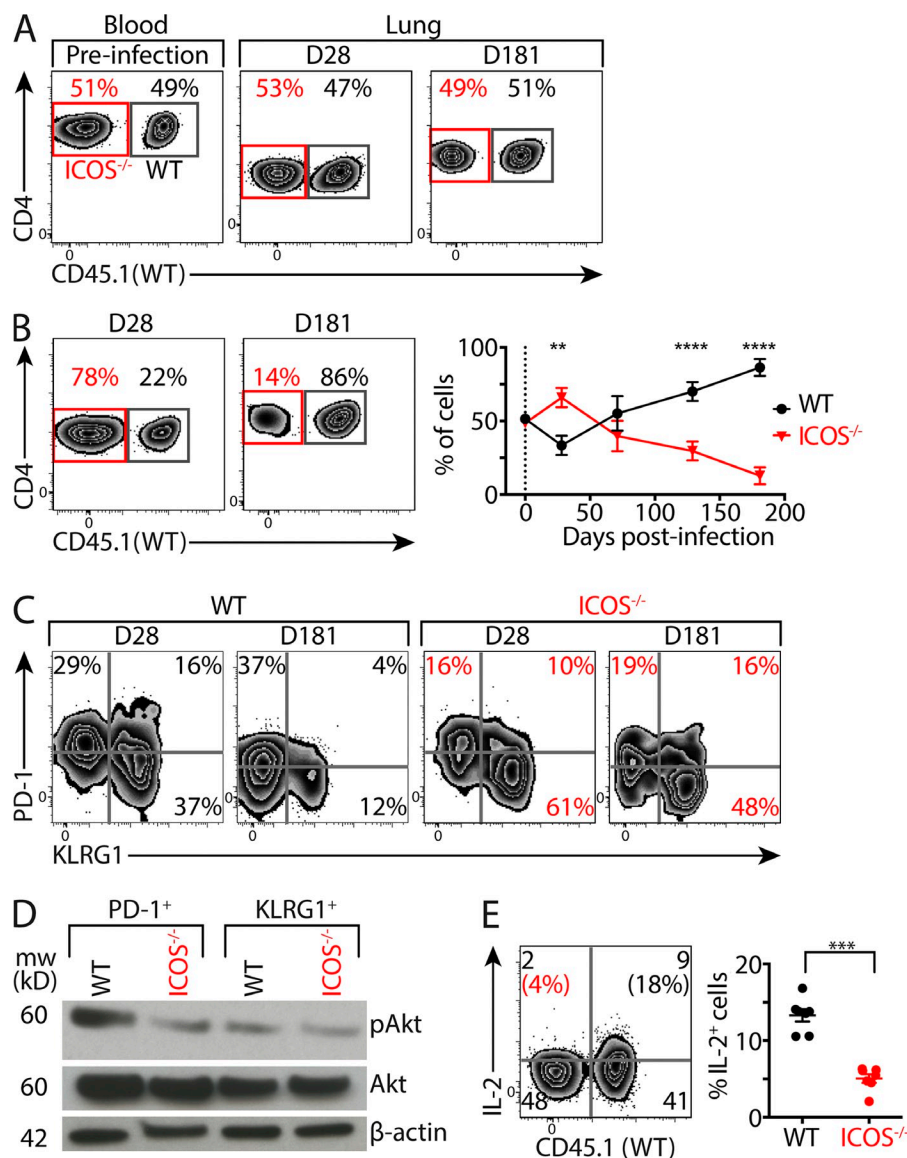 A
Blood
Lung
Pre-infection
D28
D181
51%
49%
53%
47%
49%
51%
ICOS-/-
WT
CD4
0
0
0
0
0
0
CD45.1(WT)
B
D28
D181
78%
22%
14%
86%
CD4
0
0
0
0
CD45.1(WT)
100
50
0
% of cells
**
****
****
WT
ICOS-/-
0
50
100
150
200
Days post-infection
C
WT
ICOS-/-
D28
D181
D28
D181
29%
16%
37%
4%
16%
10%
19%
16%
37%
12%
61%
48%
PD-1
0
0
0
0
0
0
0
0
KLRG1
D
PD-1+
KLRG1+
mw
(kD)
WT
ICOS-/-
WT
ICOS-/-
60
pAkt
60
Akt
42
β-actin
E
2
9
(4%)
(18%)
48
41
IL-2
0
0
CD45.1 (WT)
***
20
10
0
% IL-2+ cells
WT
ICOS-/-